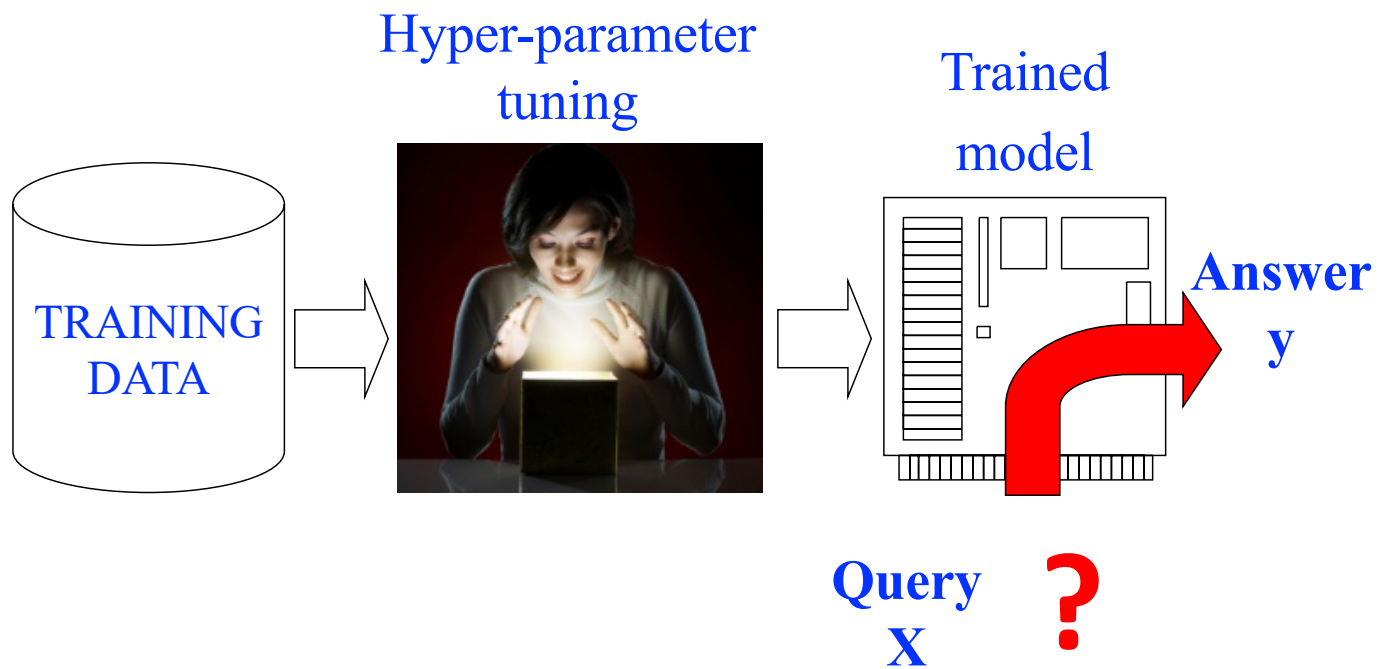 Hyper-parameter
tuning
Trained
model
TRAINING
DATA
Answer
y
Query
X
?